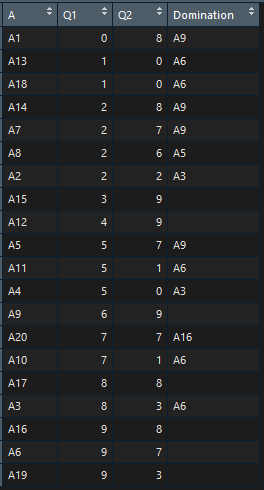 A Q1 Q2 Domination
A1 0 8 A9
A13 1 0 A6
A18 1 0 A6
A14 2 8 A9
A7 2 7 A9
A8 2 6 A5
A2 2 2 A3
A15 3 9
A12 4 9
A5 5 7 A9
A11 5 1 A6
A4 5 0 A3
A9 6 9
A20 7 7 A16
A10 7 1 A6
A17 8 8
A3 8 3 A6
A16 9 8
A6 9 7
A19 9 3